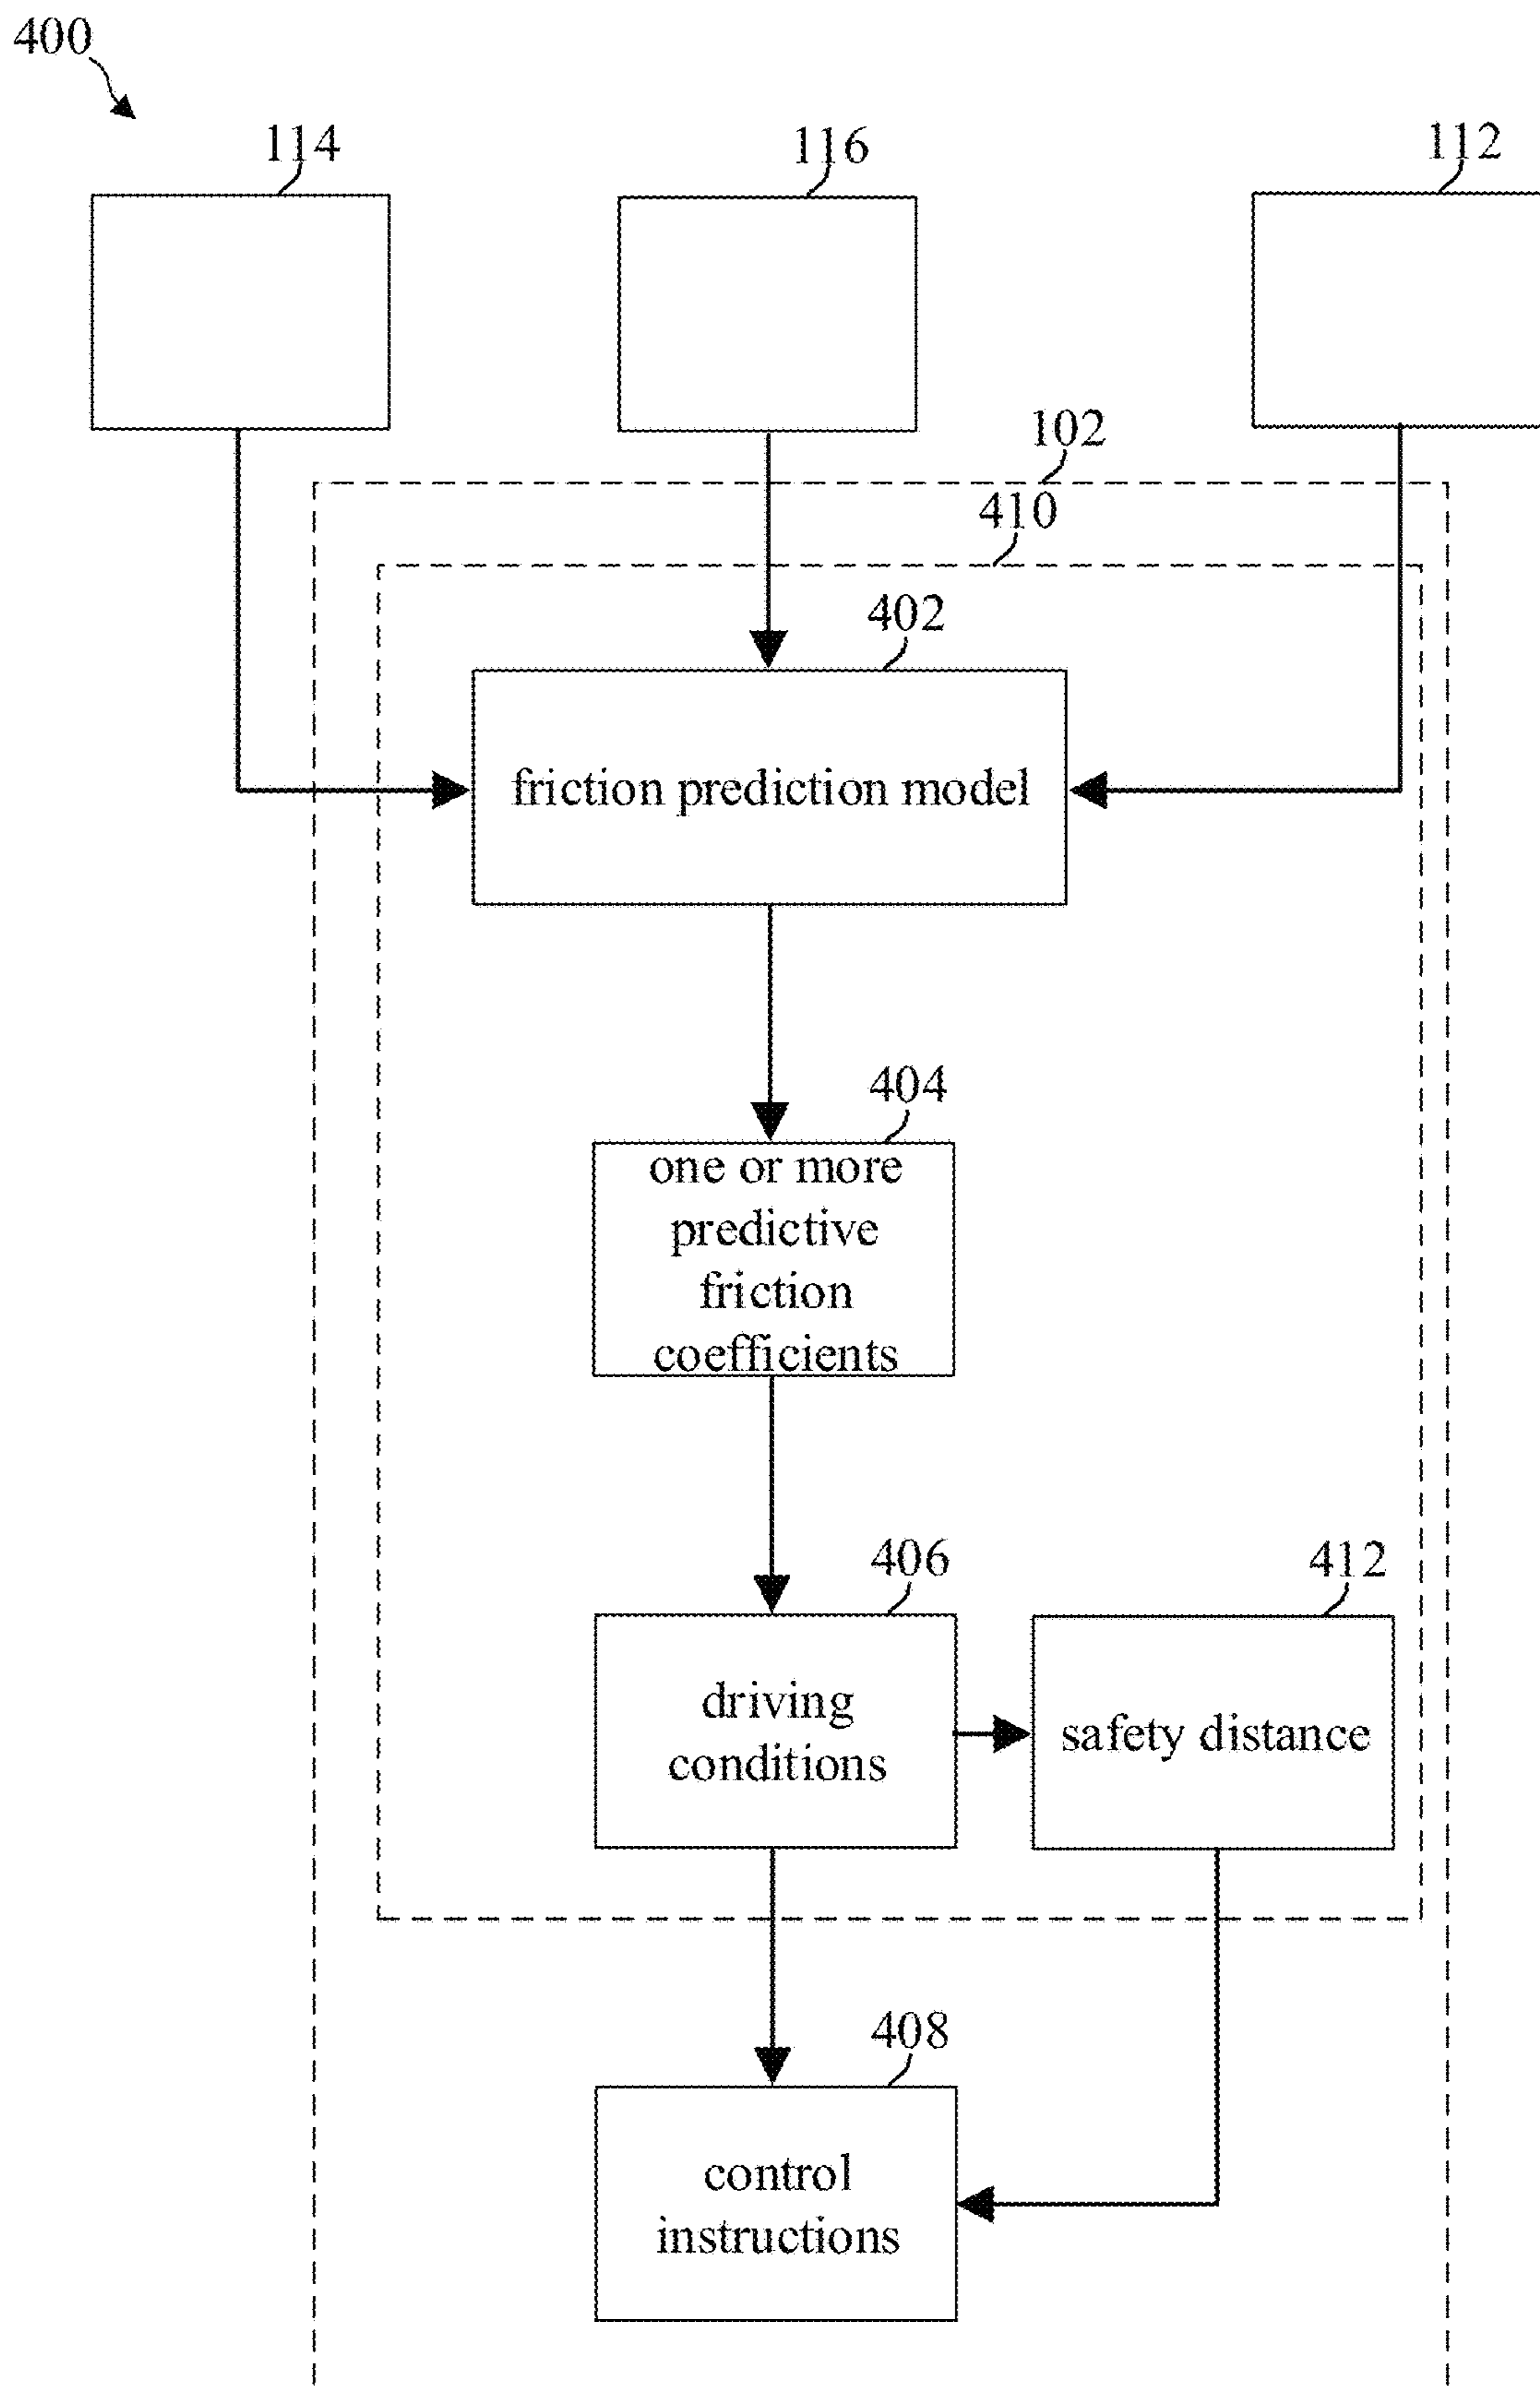 400
114
116
112
102
410
402
friction prediction model
404
one or more
predictive
friction
coefficients
406
412
driving
conditions
safety distance
408
control
instructions